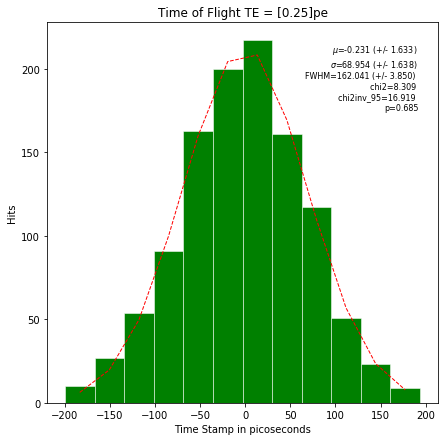 Time of Flight TE = [0.25]pe
μ=-0.231 (+/- 1.633)
σ=68.954 (+/- 1.638)
FWHM=162.041 (+/- 3.850)
chi2=8.309
chi2inv_95=16.919
p=0.685
Hits
200
150
100
50
0
−200 −150 −100 −50 0 50 100 150 200
Time Stamp in picoseconds